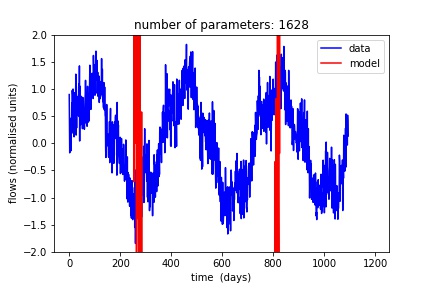 number of parameters: 1628
2.0
1.5
1.0
0.5
0.0
−0.5
−1.0
−1.5
−2.0
flows (normalised units)
data
model
0 200 400 600 800 1000 1200
time (days)